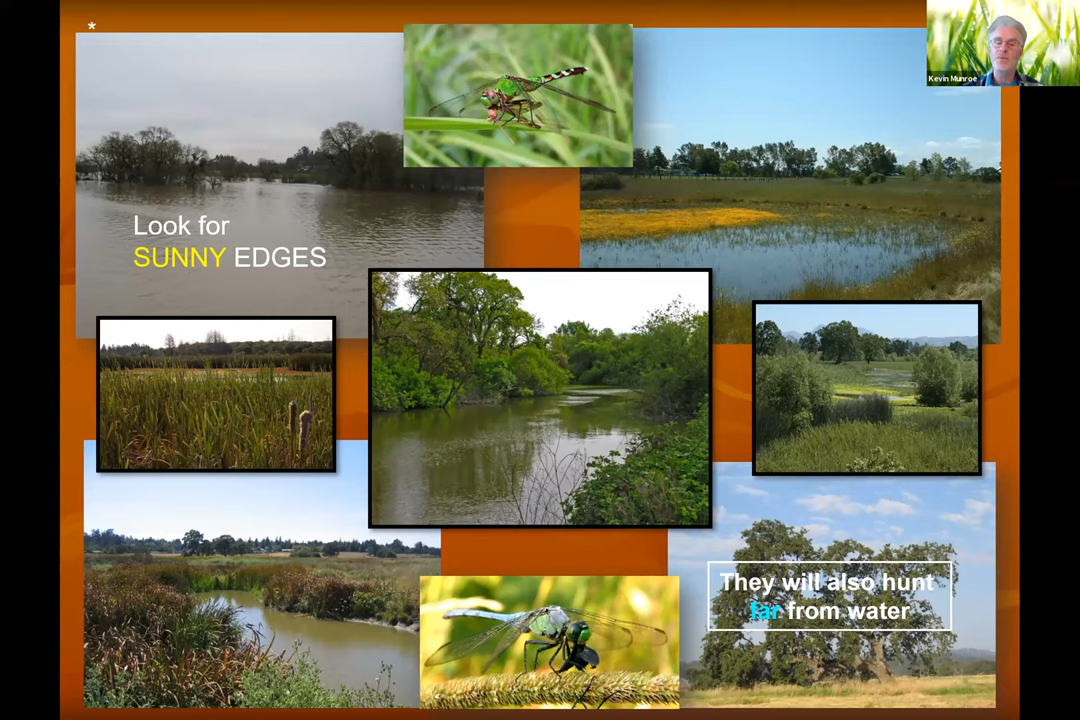 *
Kevin Munroe
Look for
SUNNY EDGES
They will also hunt
far from water